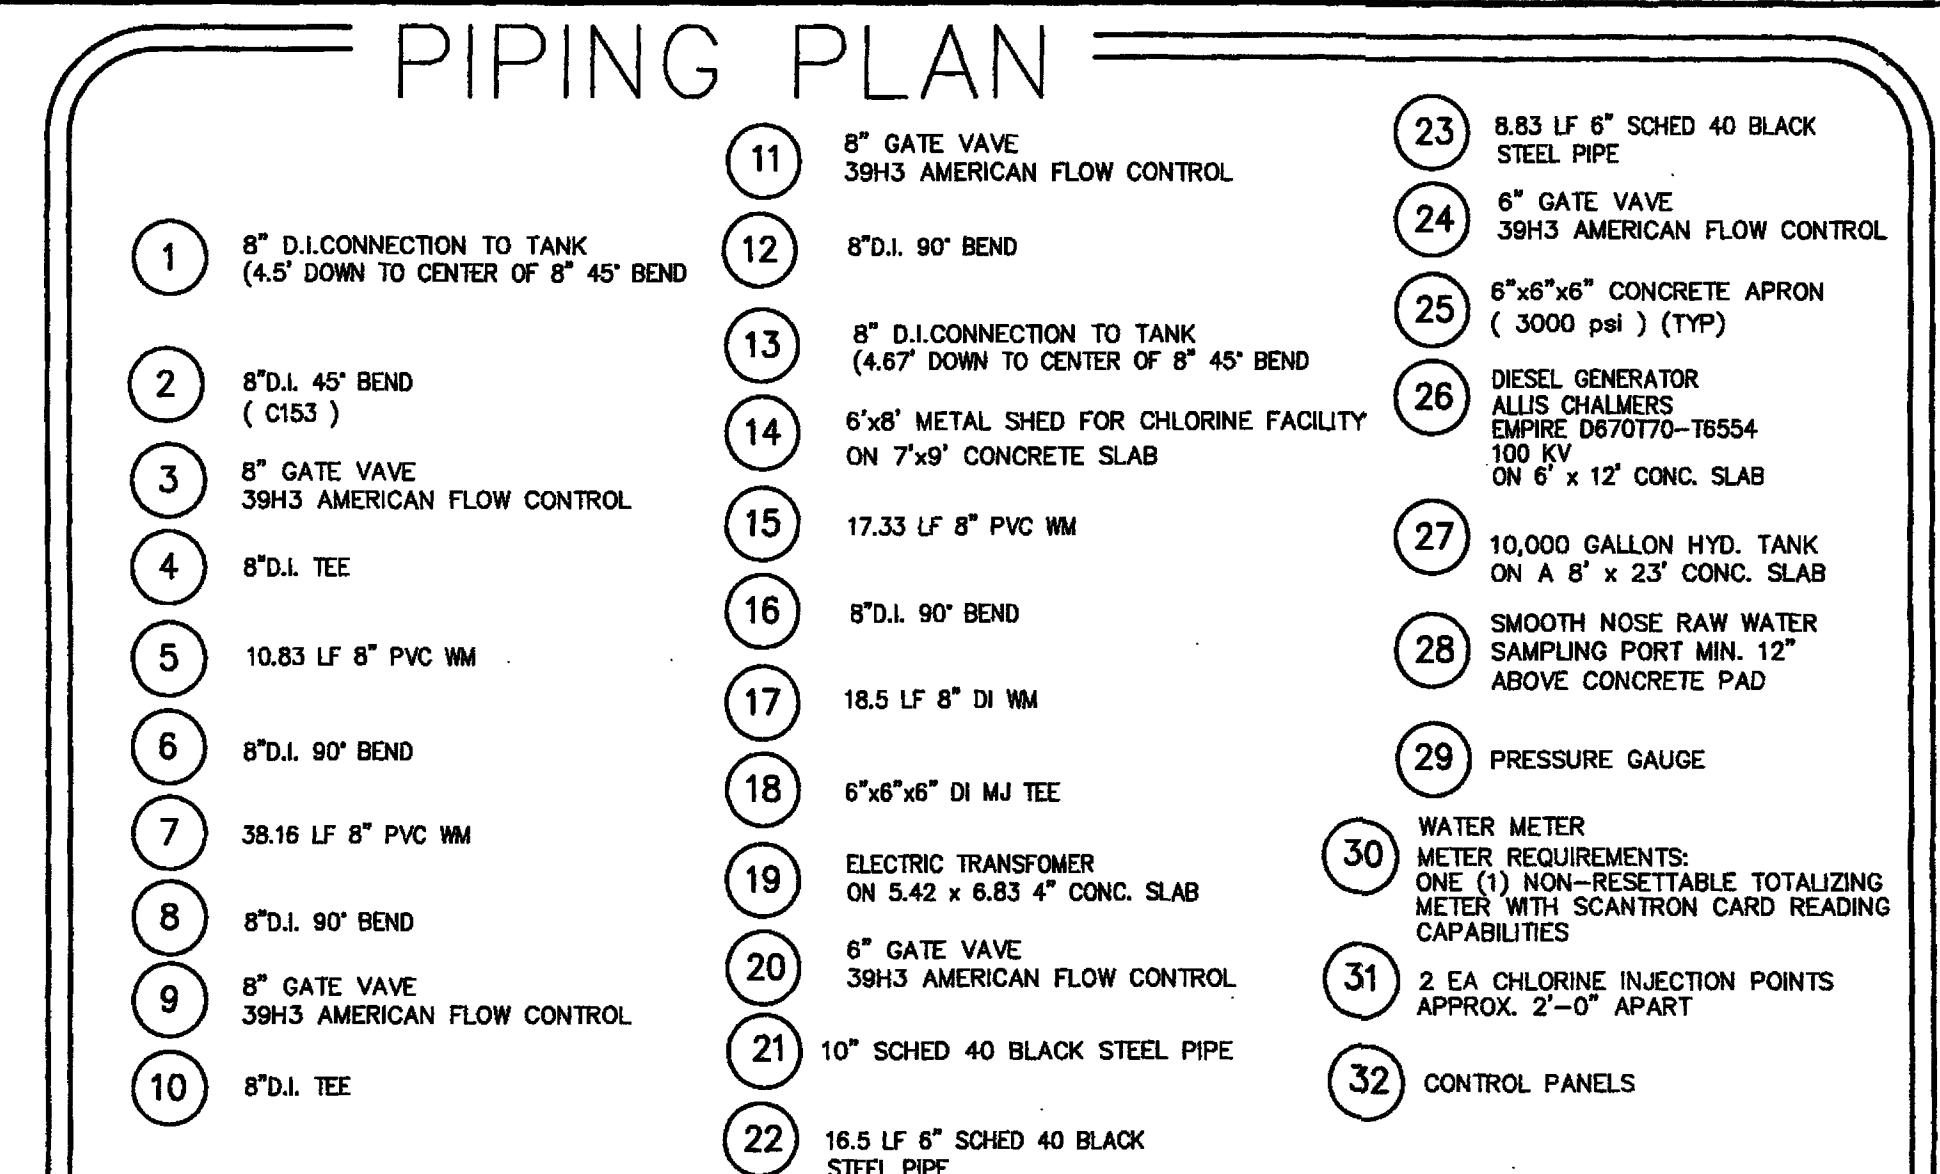 PIPING PLAN
1
8" D.I.CONNECTION TO TANK
(4.5' DOWN TO CENTER OF 8" 45° BEND
2
8"D.I. 45° BEND
( C153 )
3
8" GATE VAVE
39H3 AMERICAN FLOW CONTROL
4
8"D.I. TEE
5
10.83 LF 8" PVC WM
6
8"D.I. 90° BEND
7
38.16 LF 8" PVC WM
8
8"D.I. 90° BEND
9
8" GATE VAVE
39H3 AMERICAN FLOW CONTROL
10
8"D.I. TEE
11
8" GATE VAVE
39H3 AMERICAN FLOW CONTROL
12
8"D.I. 90° BEND
13
8" D.I.CONNECTION TO TANK
(4.67' DOWN TO CENTER OF 8" 45° BEND
14
6'x8' METAL SHED FOR CHLORINE FACILITY
ON 7'x9' CONCRETE SLAB
15
17.33 LF 8" PVC WM
16
8"D.I. 90° BEND
17
18.5 LF 8" DI WM
18
6"x6"x6" DI MJ TEE
19
ELECTRIC TRANSFOMER
ON 5.42 x 6.83 4" CONC. SLAB
20
6" GATE VAVE
39H3 AMERICAN FLOW CONTROL
21
10" SCHED 40 BLACK STEEL PIPE
22
16.5 LF 6" SCHED 40 BLACK
STEEL PIPE
23
8.83 LF 6" SCHED 40 BLACK
STEEL PIPE
24
6" GATE VAVE
39H3 AMERICAN FLOW CONTROL
25
6"x6"x6" CONCRETE APRON
( 3000 psi ) (TYP)
26
DIESEL GENERATOR
ALLIS CHALMERS
EMPIRE D670T70-T6554
100 KV
ON 6' x 12' CONC. SLAB
27
10,000 GALLON HYD. TANK
ON A 8' x 23' CONC. SLAB
28
SMOOTH NOSE RAW WATER
SAMPLING PORT MIN. 12"
ABOVE CONCRETE PAD
29
PRESSURE GAUGE
30
WATER METER
METER REQUIREMENTS:
ONE (1) NON-RESETTABLE TOTALIZING
METER WITH SCANTRON CARD READING
CAPABILITIES
31
2 EA CHLORINE INJECTION POINTS
APPROX. 2'-0" APART
32
CONTROL PANELS